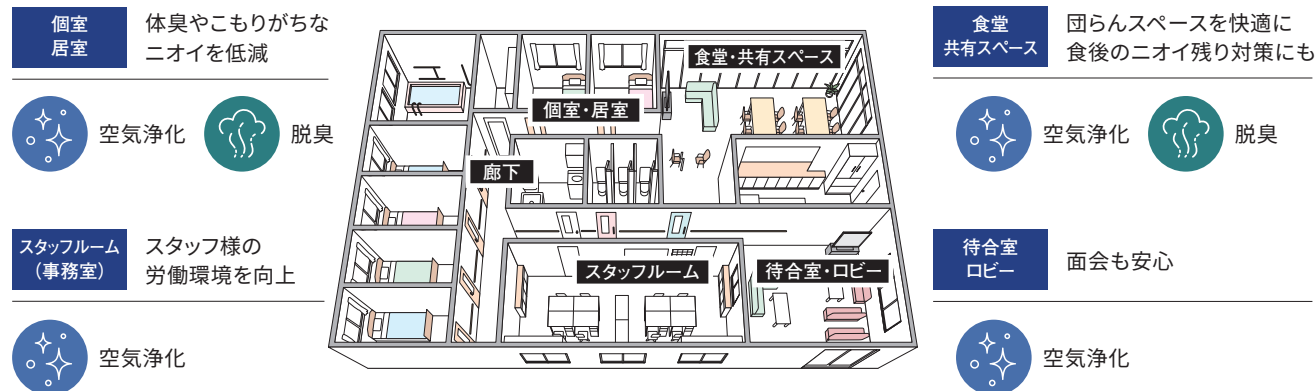 個室
居室
体臭やこもりがちな
ニオイを低減
空気浄化
脱臭
スタッフルーム
（事務室）
スタッフ様の
労働環境を向上
空気浄化
食堂・共有スペース
個室・居室
廊下
スタッフルーム
待合室・ロビー
食堂
共有スペース
団らんスペースを快適に
食後のニオイ残り対策にも
空気浄化
脱臭
待合室
ロビー
面会も安心
空気浄化